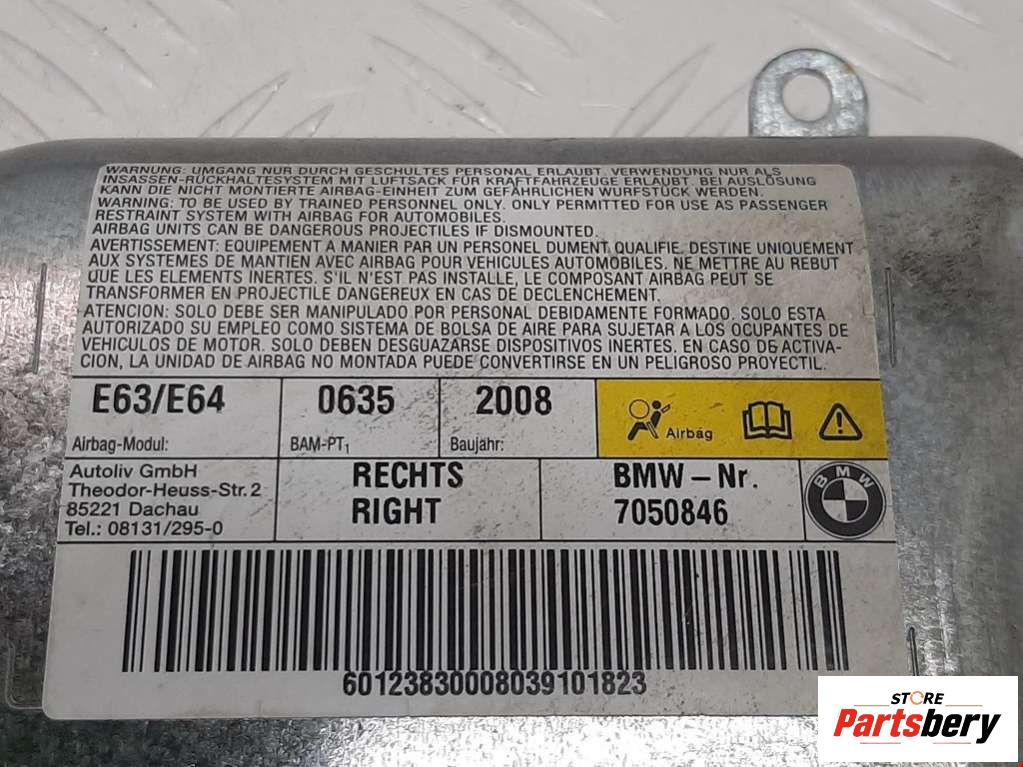 WARNUNG: UMGANG NUR DURCH GESCHULTES PERSONAL ERLAUBT. VERWENDUNG NUR ALS
INSASSEN-RÜCKHALTESYSTEM MIT LUFTSACK FÜR KRAFTFAHRZEUGE ERLAUBT. BEI AUSLÖSUNG
KANN DIE NICHT MONTIERTE AIRBAG-EINHEIT ZUM GEFÄHRLICHEN WURFSTÜCK WERDEN.
WARNING: TO BE USED BY TRAINED PERSONNEL ONLY. ONLY PERMITTED FOR USE AS PASSENGER
RESTRAINT SYSTEM WITH AIRBAG FOR AUTOMOBILES.
AIRBAG UNITS CAN BE DANGEROUS PROJECTILES IF DISMOUNTED.
AVERTISSEMENT: EQUIPEMENT A MANIER PAR UN PERSONEL DUMENT QUALIFIE. DESTINE UNIQUEMENT
AUX SYSTEMES DE MANTIEN AVEC AIRBAG POUR VEHICULES AUTOMOBILES. NE METTRE AU REBUT
QUE LES ELEMENTS INERTES. S'IL N'EST PAS INSTALLE, LE COMPOSANT AIRBAG PEUT SE
TRANSFORMER EN PROJECTILE DANGEREUX EN CAS DE DECLENCHEMENT.
ATENCION: SOLO DEBE SER MANIPULADO POR PERSONAL DEBIDAMENTE FORMADO. SOLO ESTA
AUTORIZADO SU EMPLEO COMO SISTEMA DE BOLSA DE AIRE PARA SUJETAR A LOS OCUPANTES DE
VEHICULOS DE MOTOR. SOLO DEBEN DESGUAZARSE DISPOSITIVOS INERTES. EN CASO DE ACTIVA-
CION, LA UNIDAD DE AIRBAG NO MONTADA PUEDE CONVERTIRSE EN UN PELIGROSO PROYECTIL.
E63/E64 0635 2008
Airbag-Modul: BAM-PT1 Baujahr: Airbag
Autoliv GmbH
Theodor-Heuss-Str.2
85221 Dachau
Tel.: 08131/295-0
RECHTS
RIGHT
BMW-Nr.
7050846
BMW
60123830008039101823
STORE
Partsbery